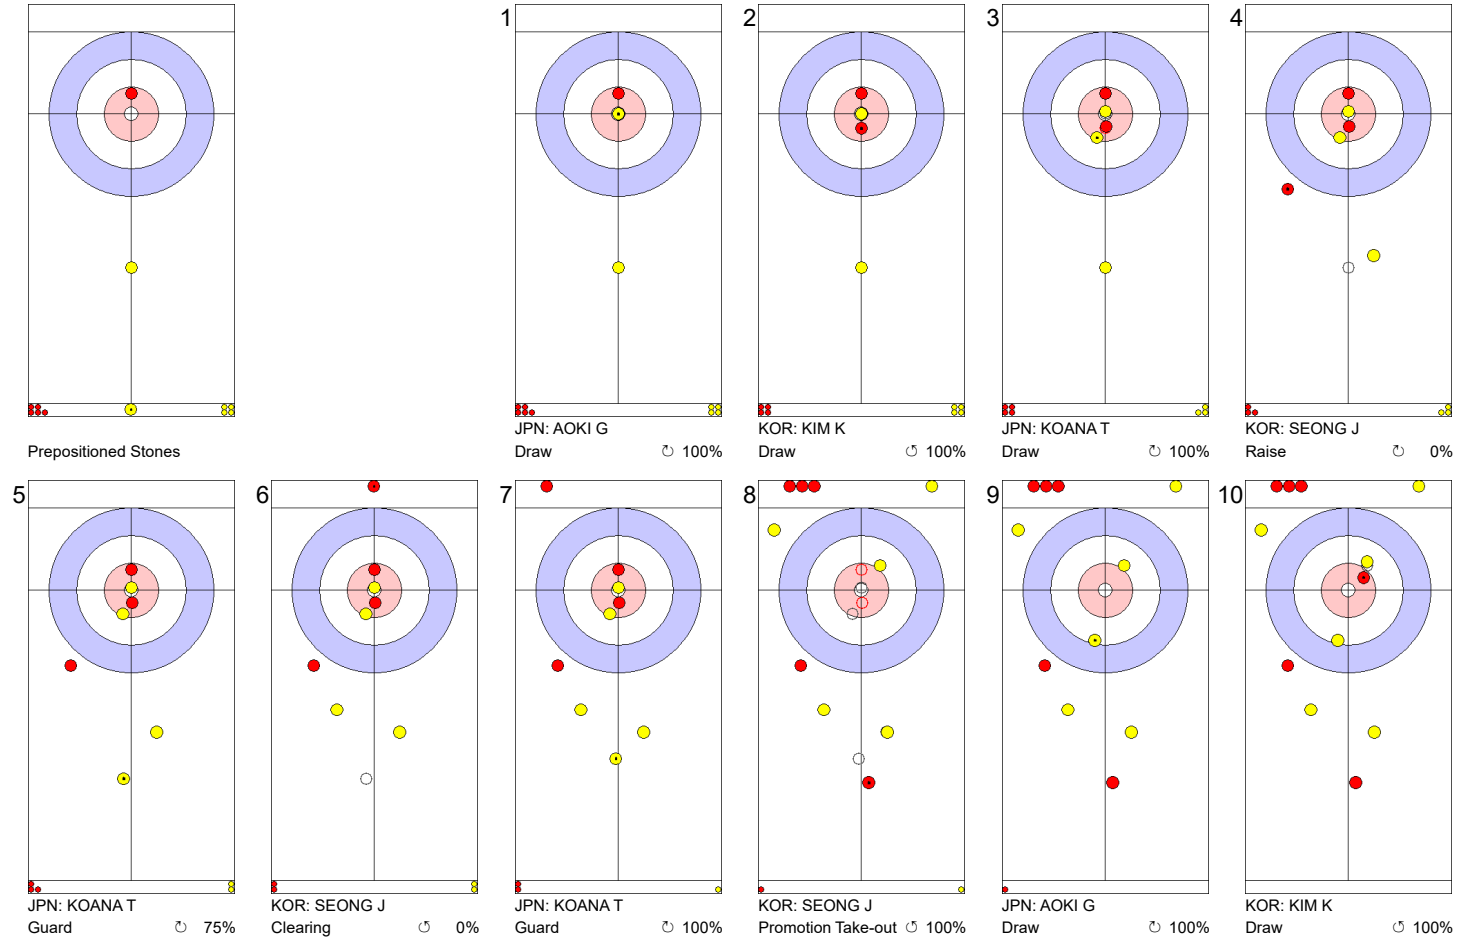 Prepositioned Stones
1
JPN: AOKI G
Draw ↻ 100%
2
KOR: KIM K
Draw ↺ 100%
3
JPN: KOANA T
Draw ↻ 100%
4
KOR: SEONG J
Raise ↻ 0%
5
JPN: KOANA T
Guard ↻ 75%
6
KOR: SEONG J
Clearing ↺ 0%
7
JPN: KOANA T
Guard ↻ 100%
8
KOR: SEONG J
Promotion Take-out ↺ 100%
9
JPN: AOKI G
Draw ↻ 100%
10
KOR: KIM K
Draw ↺ 100%